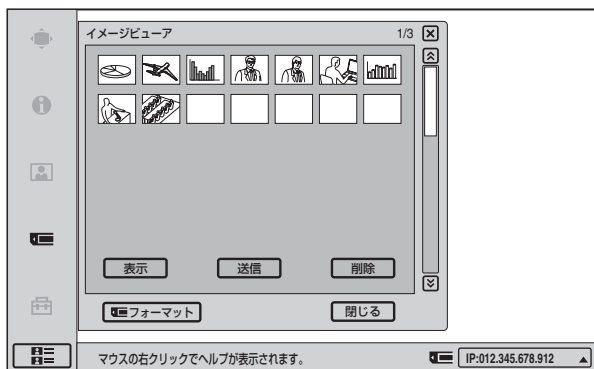 イメージビューア 1/3
表示 送信 削除
フォーマット 閉じる
マウスの右クリックでヘルプが表示されます。 IP:012.345.678.912